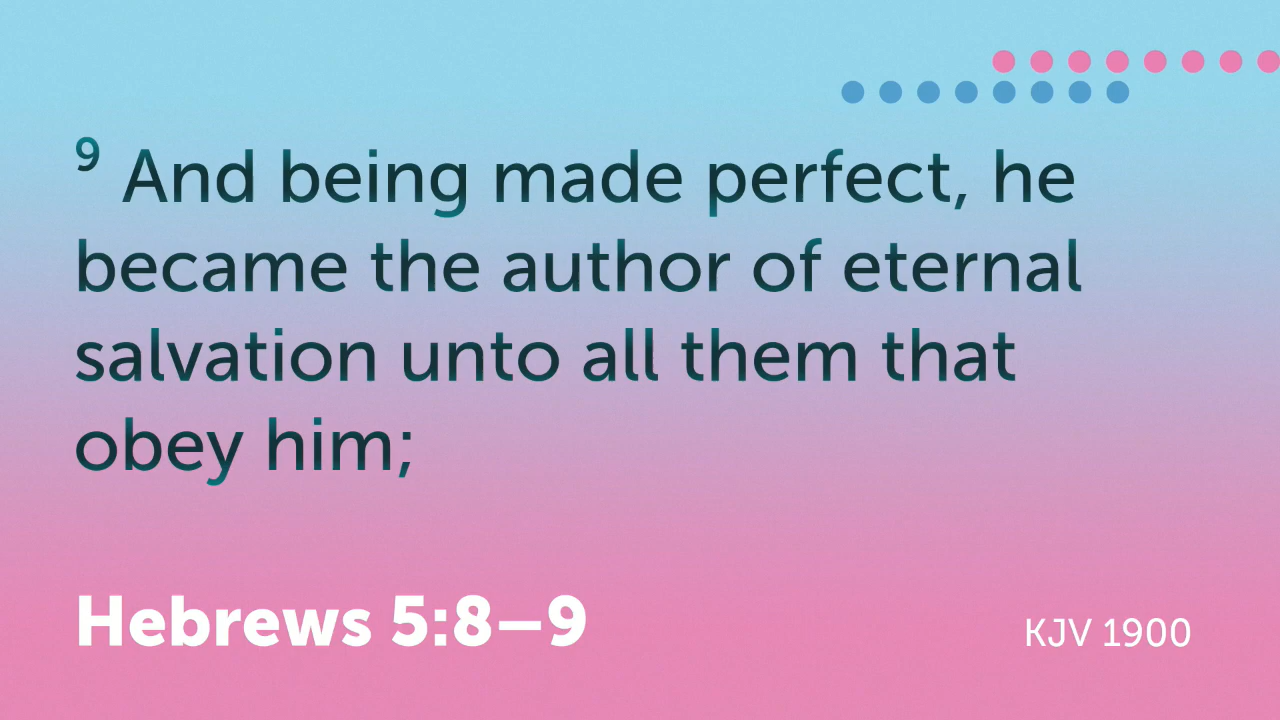 9 And being made perfect, he
became the author of eternal
salvation unto all them that
obey him;
Hebrews 5:8–9
KJV 1900